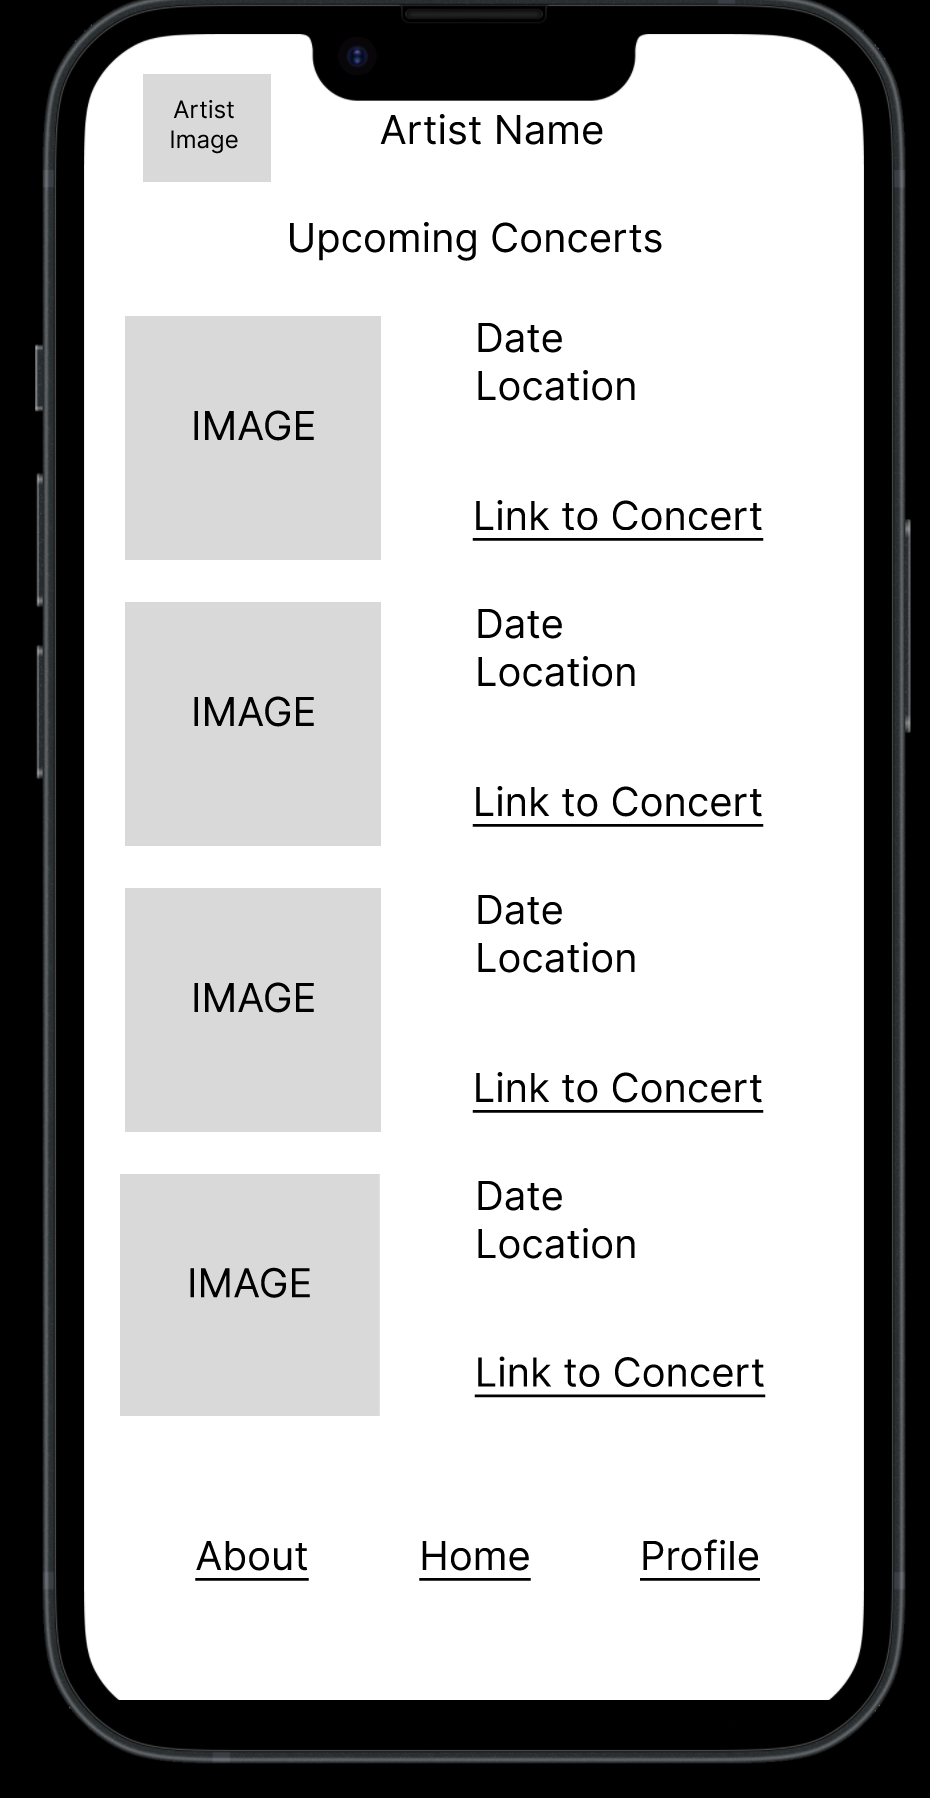 Artist
Image
Artist Name
Upcoming Concerts
IMAGE
Date
Location
Link to Concert
IMAGE
Date
Location
Link to Concert
IMAGE
Date
Location
Link to Concert
IMAGE
Date
Location
Link to Concert
About
Home
Profile